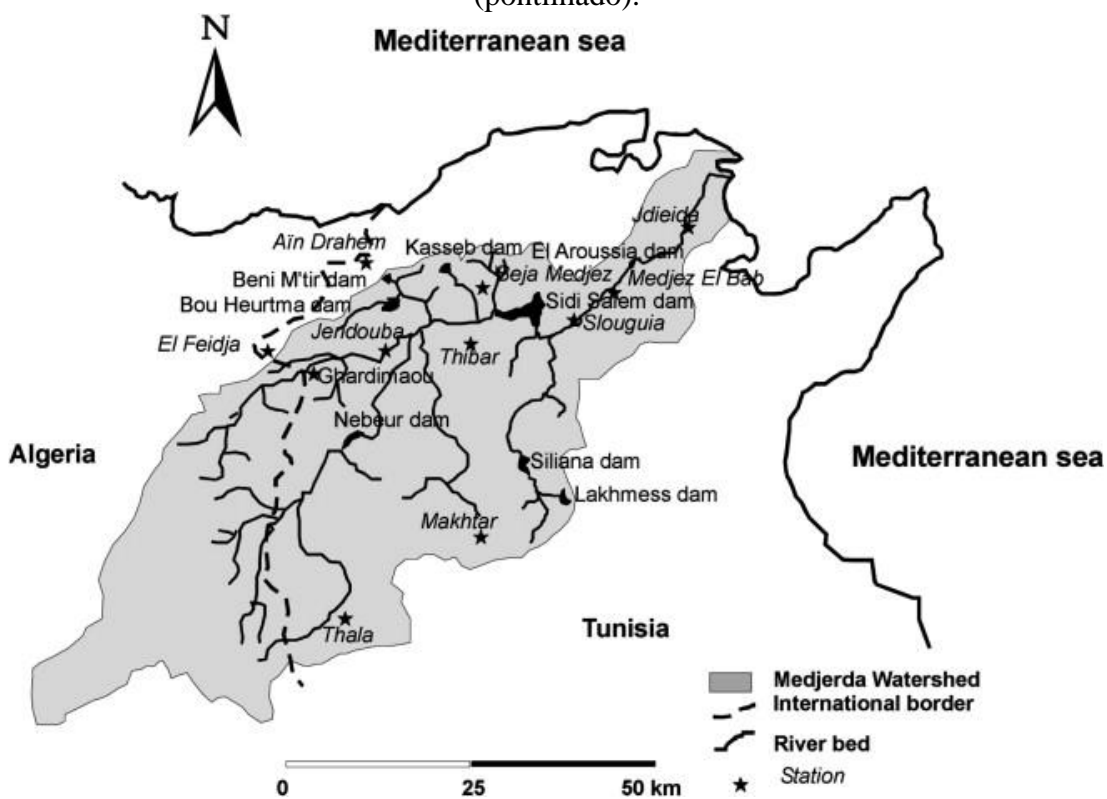 (pontilhado).
N
Mediterranean sea
Jdieida
Aïn Drahem
Kasseb dam
El Aroussia dam
Beni M'tir dam
Beja Medjez
Medjez El Bab
Bou Heurtma dam
Sidi Salem dam
Slouguia
El Feidja
Jendouba
Thibar
Ghardimaou
Nebeur dam
Algeria
Mediterranean sea
Siliana dam
Lakhmess dam
Makhtar
Thala
Tunisia
Medjerda Watershed
International border
River bed
Station
0 25 50 km